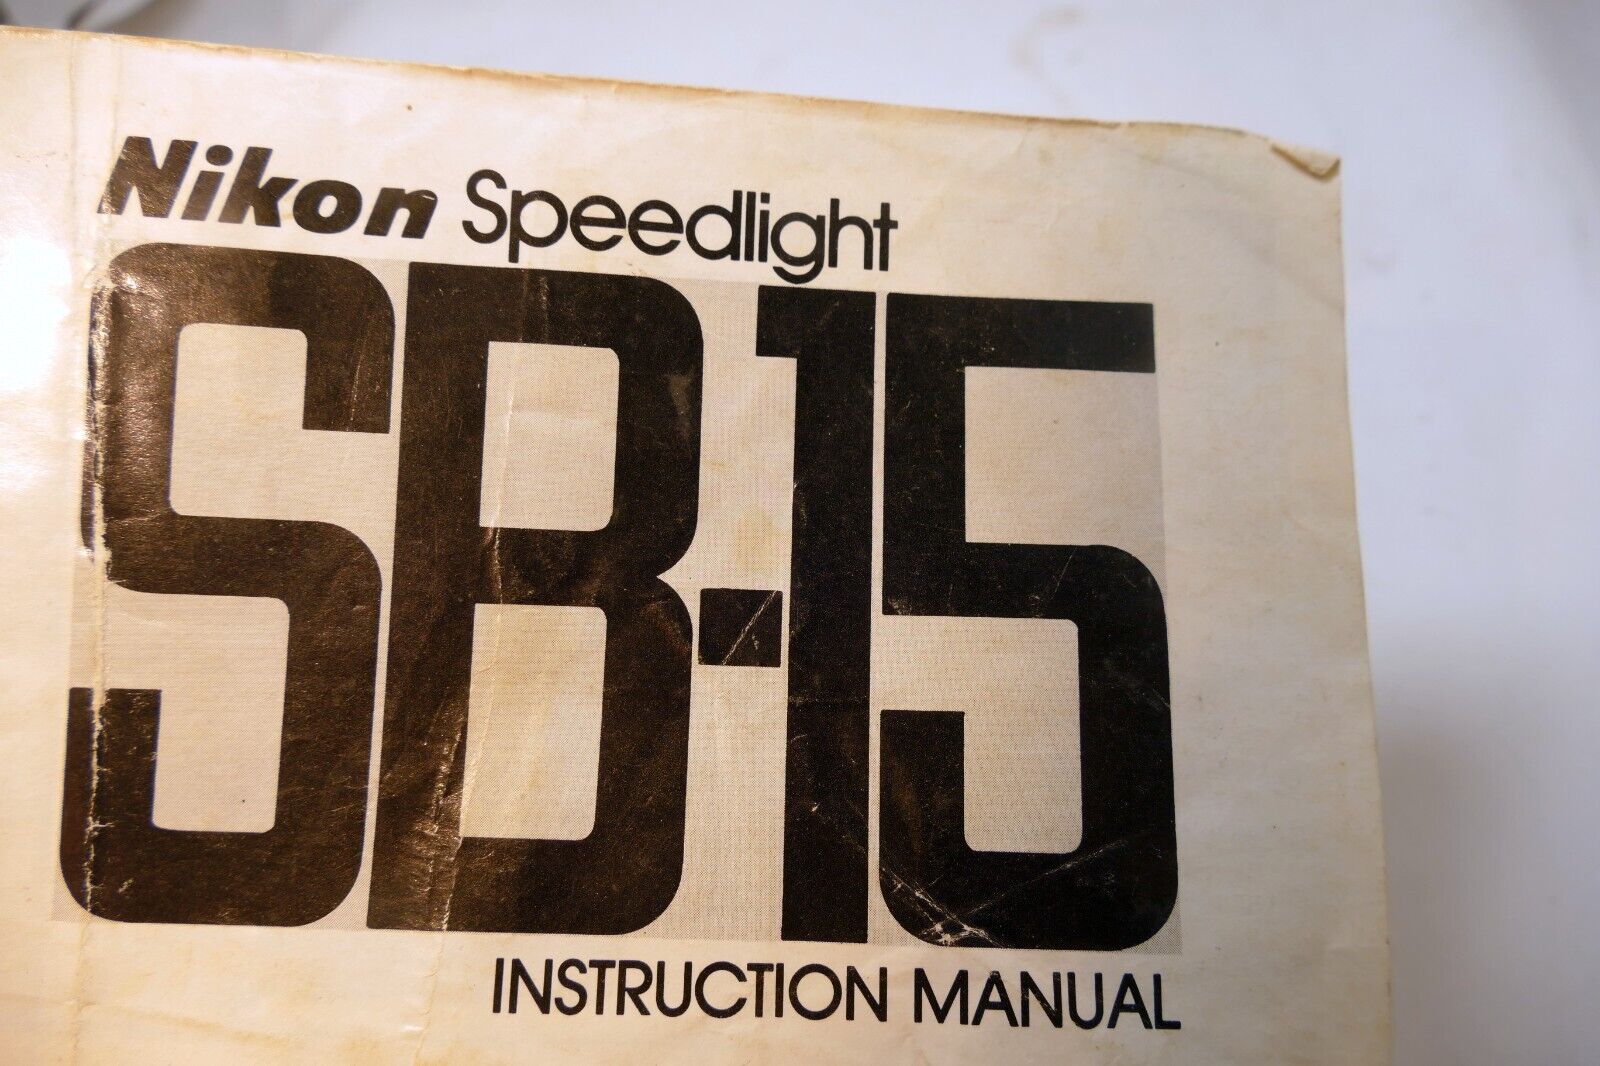 Nikon Speedlight
SB-15
INSTRUCTION MANUAL